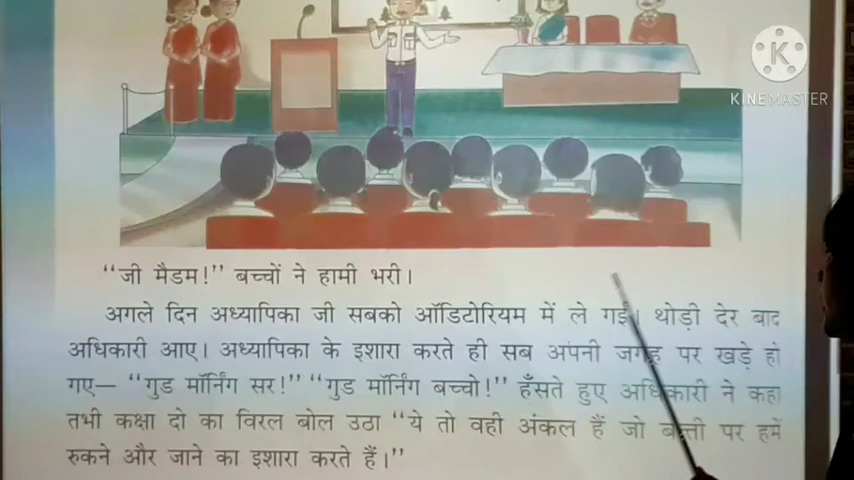 KINEMASTER
"जी मैडम!" बच्चों ने हामी भरी।
अगले दिन अध्यापिका जी सबको ऑडिटोरियम में ले गईं। थोड़ी देर बाद
अधिकारी आए। अध्यापिका के इशारा करते ही सब अपनी जगह पर खड़े हो
गए— "गुड मॉर्निंग सर!" "गुड मॉर्निंग बच्चो!" हँसते हुए अधिकारी ने कहा
तभी कक्षा दो का विरल बोल उठा "ये तो वही अंकल हैं जो बत्ती पर हमें
रुकने और जाने का इशारा करते हैं।"